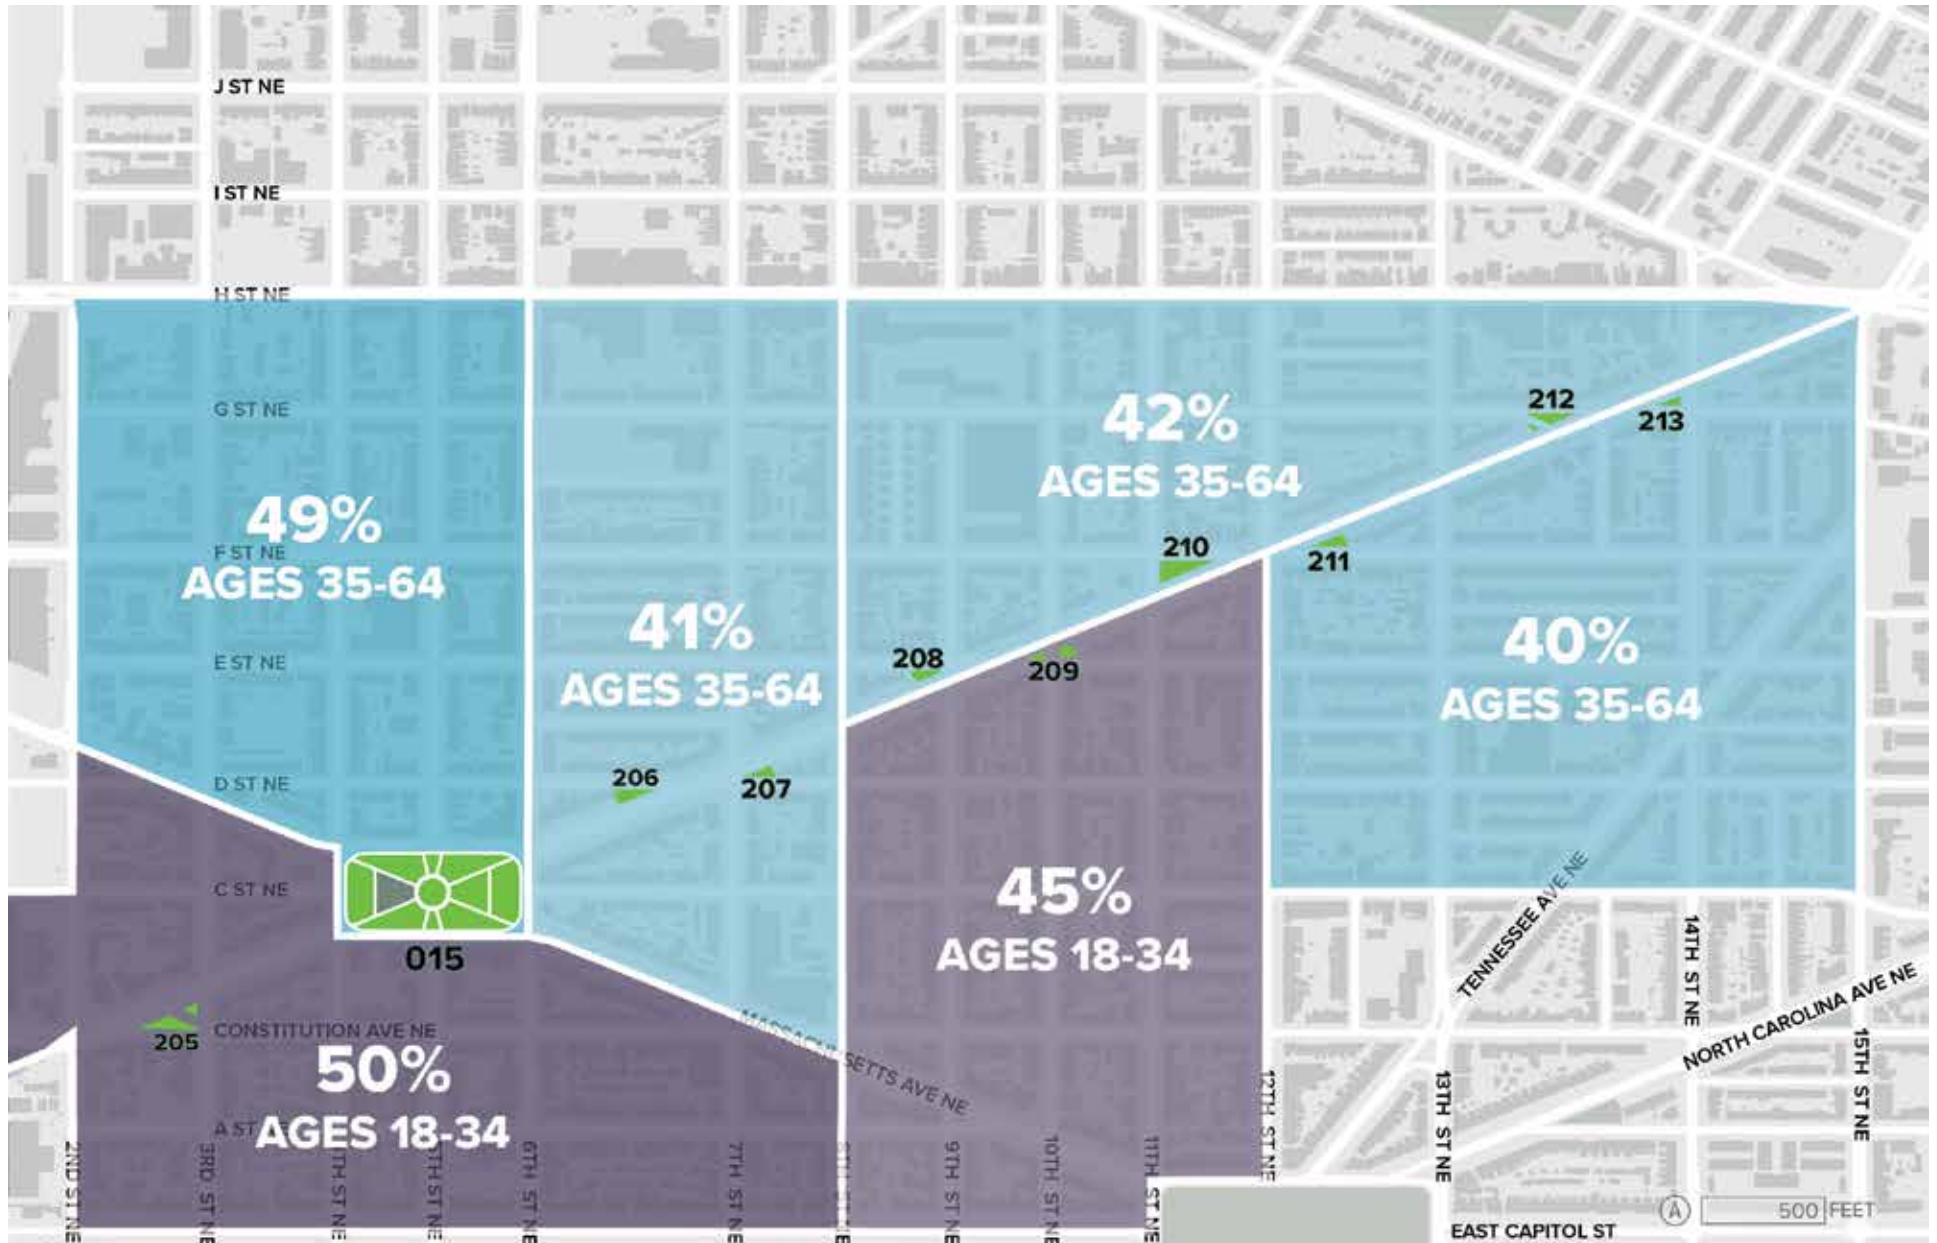 J ST NE
I ST NE
H ST NE
G ST NE
42%
AGES 35-64
212
213
49%
F ST NE
AGES 35-64
210
211
41%
AGES 35-64
40%
AGES 35-64
208
209
E ST NE
206
207
D ST NE
C ST NE
015
45%
AGES 18-34
TENNESSEE AVE NE
14TH ST NE
NORTH CAROLINA AVE NE
205
CONSTITUTION AVE NE
50%
AGES 18-34
MASSACHUSETTS AVE NE
A ST
2ND ST NE
3RD ST NE
TH ST NE
TH ST NE
6TH ST NE
7TH ST NE
8TH ST NE
9TH ST NE
10TH ST NE
11TH ST NE
12TH ST NE
13TH ST NE
15TH ST NE
A
500 FEET
EAST CAPITOL ST